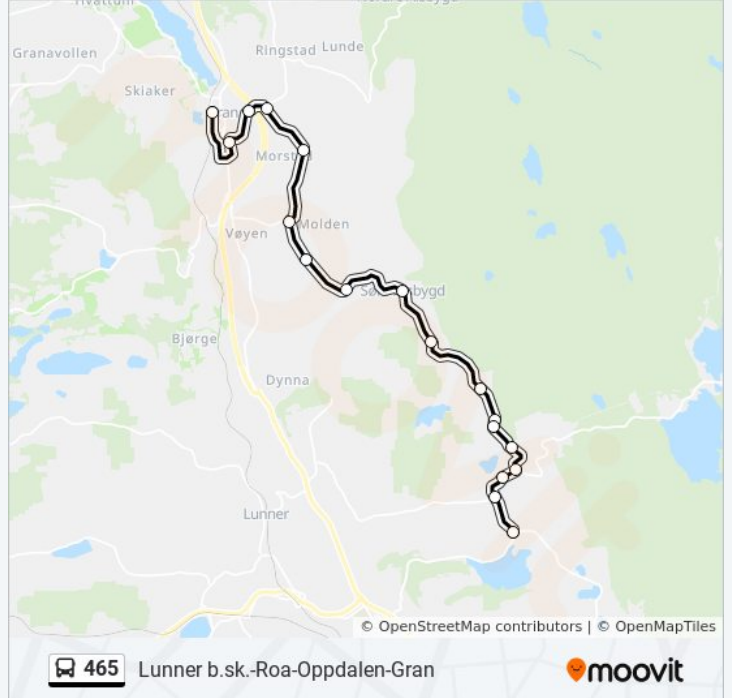 Hvattum
Granavollen
Ringstad Lunde
Skiaker
Molden
Vøyen
Bjørge
Dynna
Lunner
© OpenStreetMap contributors | © OpenMapTiles
465 Lunner b.sk.-Roa-Oppdalen-Gran
moovit